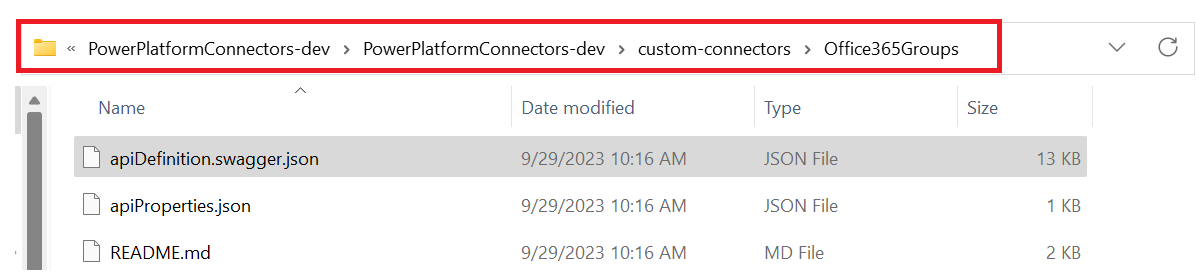 « PowerPlatformConnectors-dev > PowerPlatformConnectors-dev > custom-connectors > Office365Groups
Name Date modified Type Size
apiDefinition.swagger.json 9/29/2023 10:16 AM JSON File 13 KB
apiProperties.json 9/29/2023 10:16 AM JSON File 1 KB
README.md 9/29/2023 10:16 AM MD File 2 KB